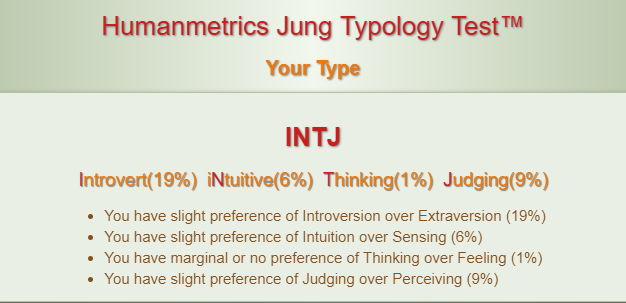 Humanmetrics Jung Typology Test™
Your Type
INTJ
Introvert(19%) iNtuitive(6%) Thinking(1%) Judging(9%)
• You have slight preference of Introversion over Extraversion (19%)
• You have slight preference of Intuition over Sensing (6%)
• You have marginal or no preference of Thinking over Feeling (1%)
• You have slight preference of Judging over Perceiving (9%)